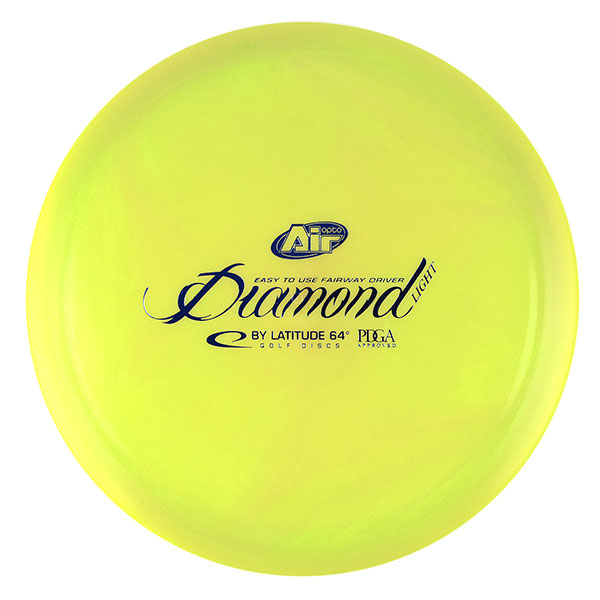 opto
Air
EASY TO USE FAIRWAY DRIVER
Diamond LIGHT
BY LATITUDE 64° PDGA
GOLF DISCS APPROVED